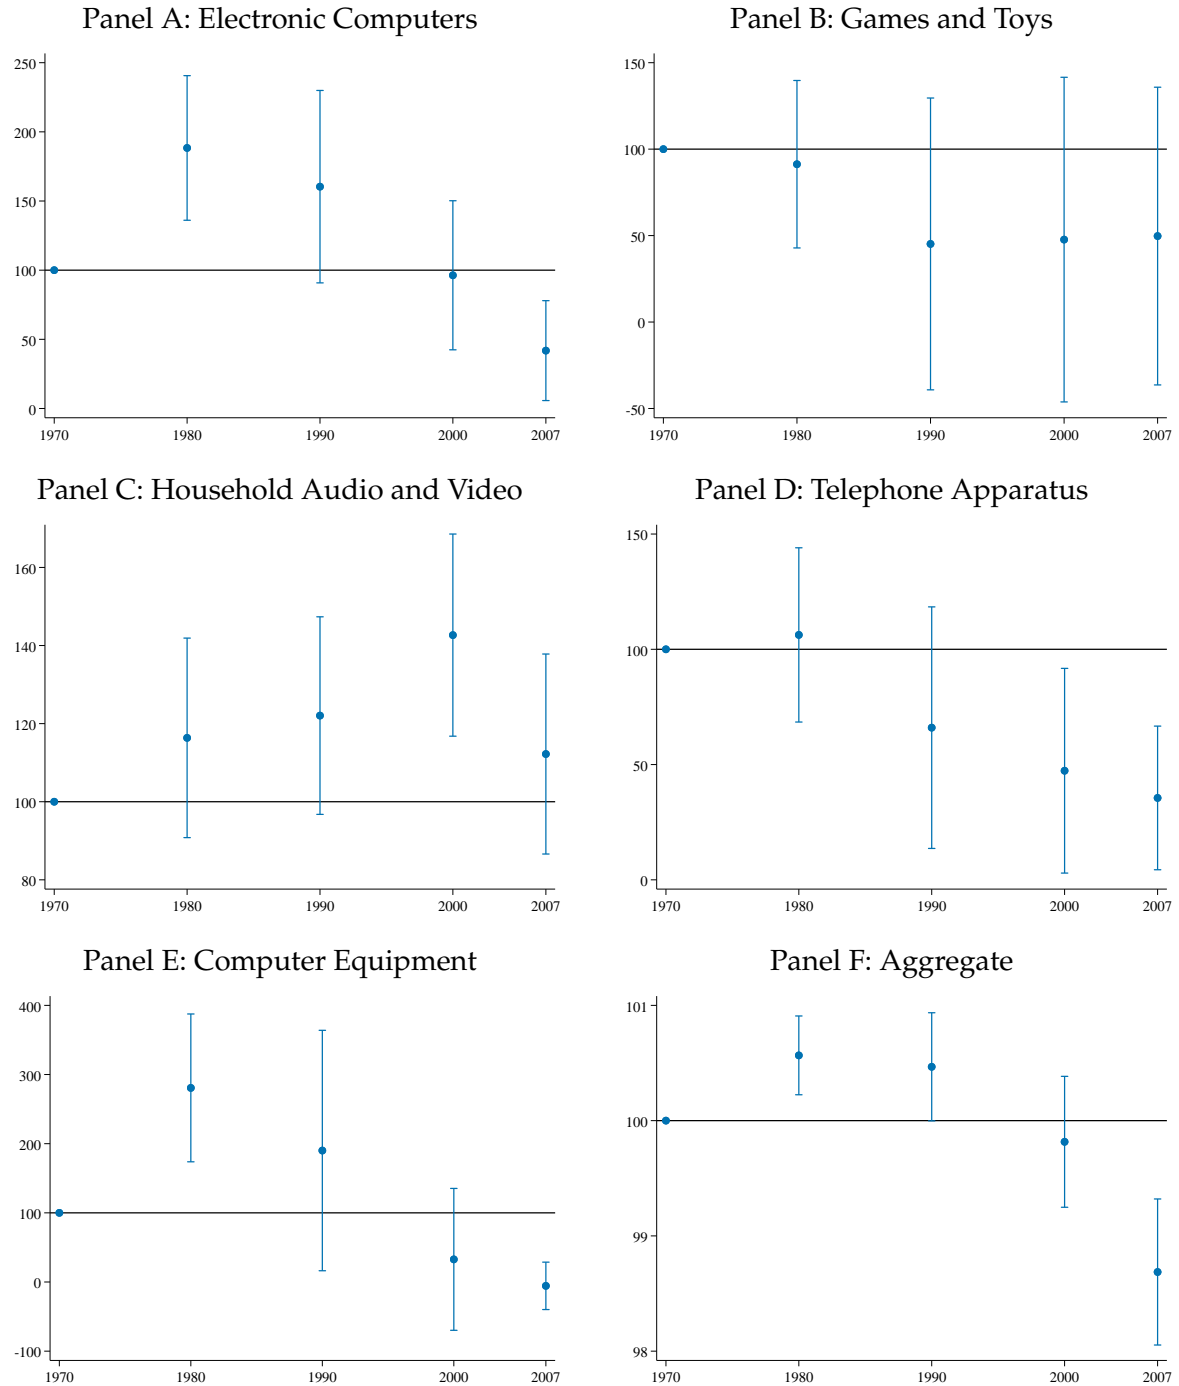 Panel A: Electronic Computers
250
200
150
100
50
0
1970 1980 1990 2000 2007
Panel B: Games and Toys
150
100
50
0
-50
1970 1980 1990 2000 2007
Panel C: Household Audio and Video
160
140
120
100
80
1970 1980 1990 2000 2007
Panel D: Telephone Apparatus
150
100
50
0
1970 1980 1990 2000 2007
Panel E: Computer Equipment
400
300
200
100
0
-100
1970 1980 1990 2000 2007
Panel F: Aggregate
101
100
99
98
1970 1980 1990 2000 2007